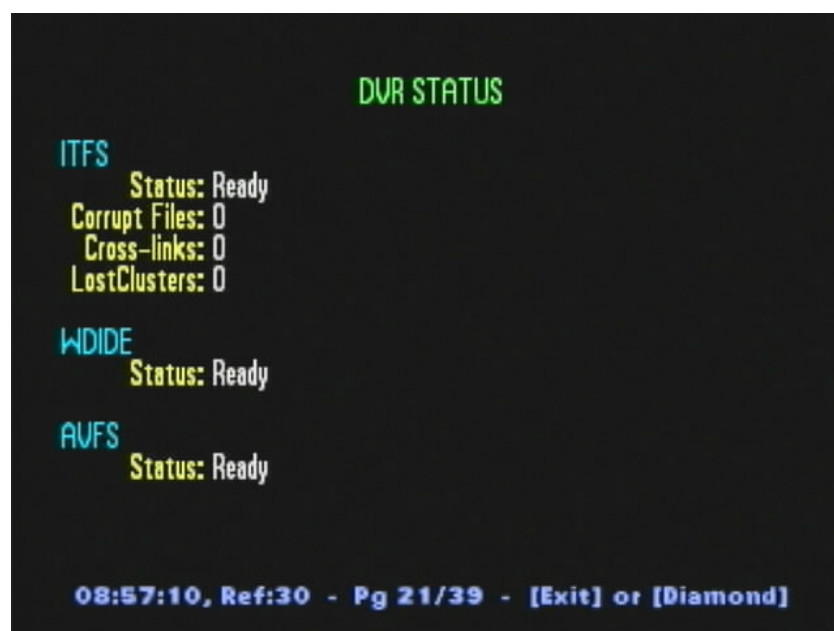 DVR STATUS
ITFS
Status: Ready
Corrupt Files: 0
Cross-links: 0
LostClusters: 0
WDIDE
Status: Ready
AVFS
Status: Ready
08:57:10, Ref:30 - Pg 21/39 - [Exit] or [Diamond]